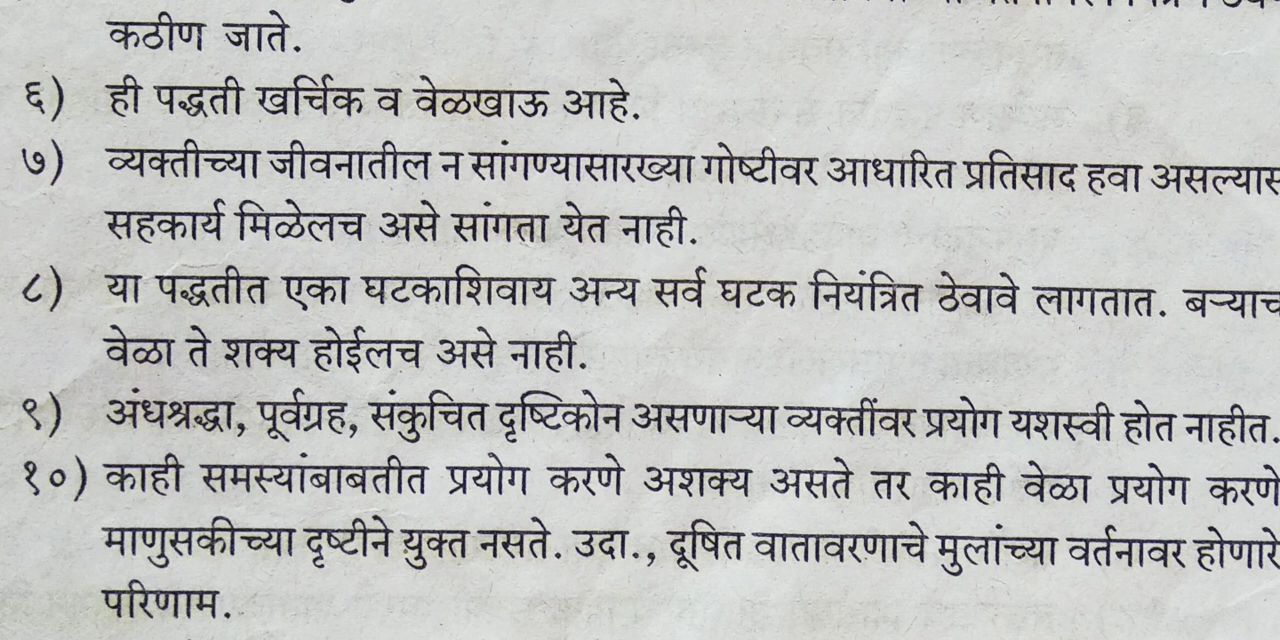 कठीण जाते.
६) ही पद्धती खर्चिक व वेळखाऊ आहे.
७) व्यक्तीच्या जीवनातील न सांगण्यासारख्या गोष्टीवर आधारित प्रतिसाद हवा असल्यास
सहकार्य मिळेलच असे सांगता येत नाही.
८) या पद्धतीत एका घटकाशिवाय अन्य सर्व घटक नियंत्रित ठेवावे लागतात. बऱ्याच
वेळा ते शक्य होईलच असे नाही.
९) अंधश्रद्धा, पूर्वग्रह, संकुचित दृष्टिकोन असणाऱ्या व्यक्तींवर प्रयोग यशस्वी होत नाहीत.
१०) काही समस्यांबाबतीत प्रयोग करणे अशक्य असते तर काही वेळा प्रयोग करणे
माणुसकीच्या दृष्टीने युक्त नसते. उदा., दूषित वातावरणाचे मुलांच्या वर्तनावर होणारे
परिणाम.